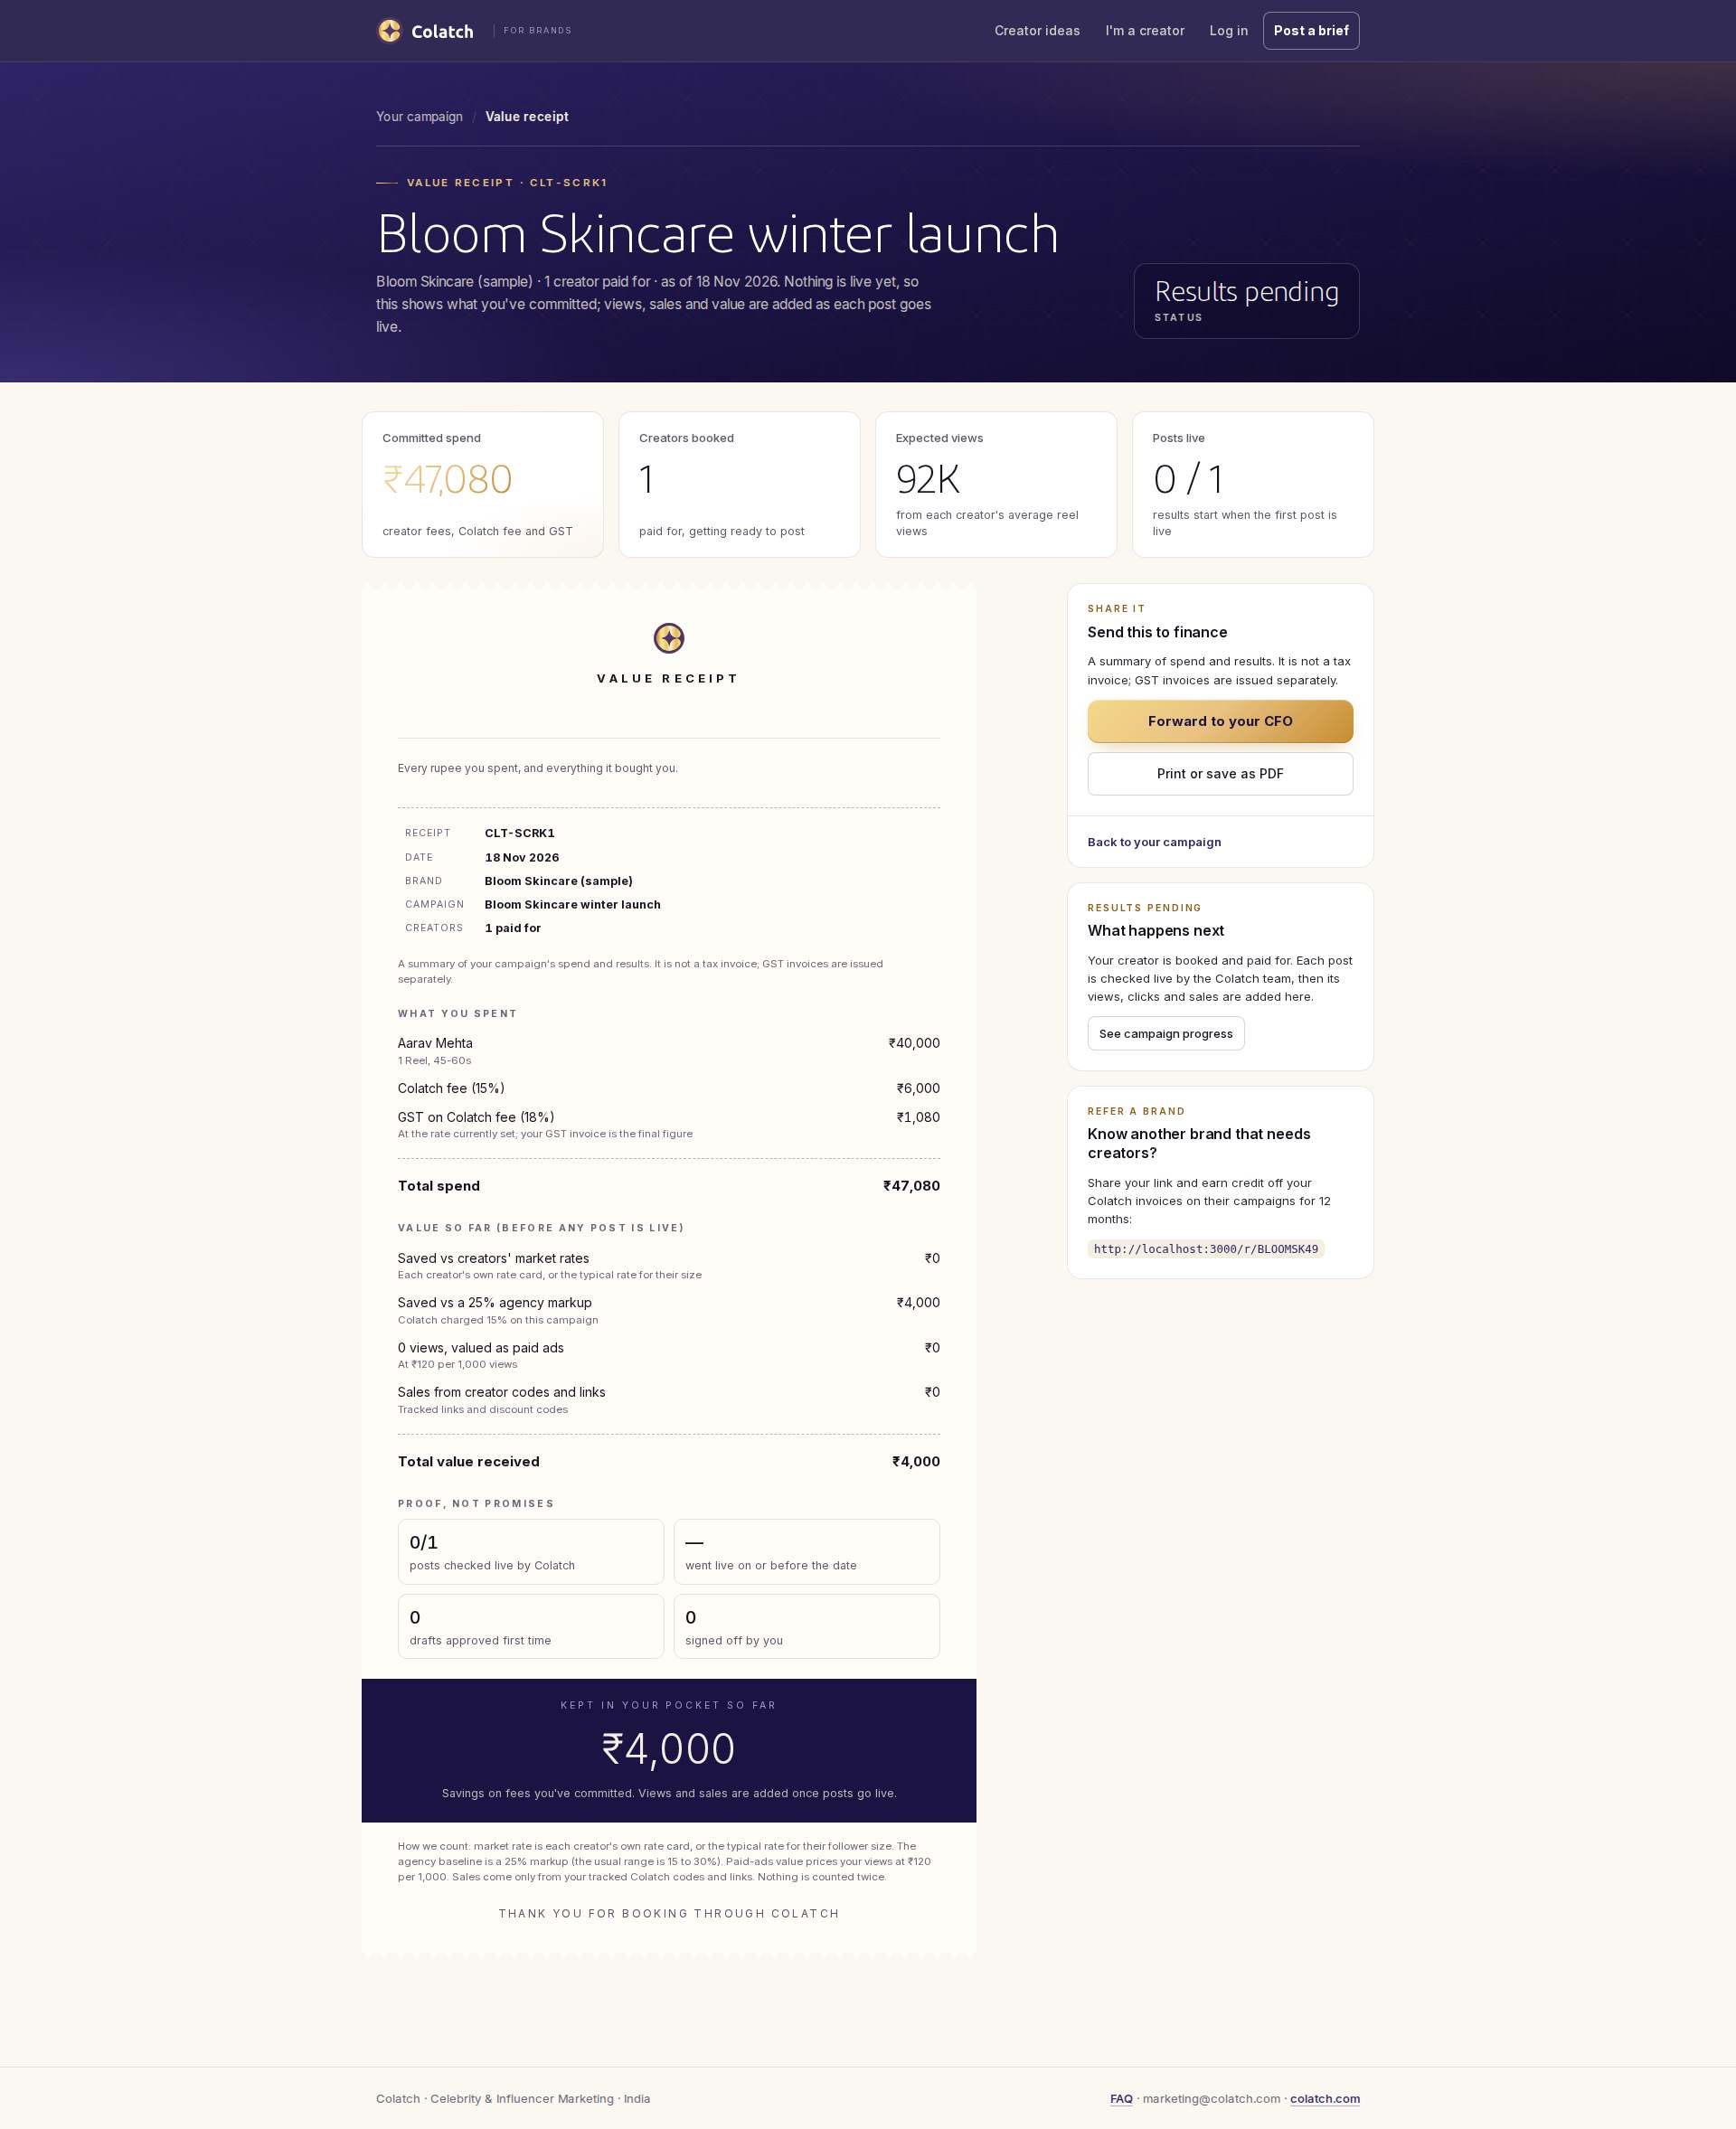 Colatch
FOR BRANDS
Creator ideas
I'm a creator
Log in
Post a brief
Your campaign / Value receipt
VALUE RECEIPT · CLT-SCRK1
Bloom Skincare winter launch
Bloom Skincare (sample) · 1 creator paid for · as of 18 Nov 2026. Nothing is live yet, so
this shows what you've committed; views, sales and value are added as each post goes
live.
Results pending
STATUS
Committed spend
₹47,080
creator fees, Colatch fee and GST
Creators booked
1
paid for, getting ready to post
Expected views
92K
from each creator's average reel
views
Posts live
0 / 1
results start when the first post is
live
VALUE RECEIPT
Every rupee you spent, and everything it bought you.
RECEIPT CLT-SCRK1
DATE 18 Nov 2026
BRAND Bloom Skincare (sample)
CAMPAIGN Bloom Skincare winter launch
CREATORS 1 paid for
A summary of your campaign's spend and results. It is not a tax invoice; GST invoices are issued
separately.
WHAT YOU SPENT
Aarav Mehta ₹40,000
1 Reel, 45-60s
Colatch fee (15%) ₹6,000
GST on Colatch fee (18%) ₹1,080
At the rate currently set; your GST invoice is the final figure
Total spend ₹47,080
VALUE SO FAR (BEFORE ANY POST IS LIVE)
Saved vs creators' market rates ₹0
Each creator's own rate card, or the typical rate for their size
Saved vs a 25% agency markup ₹4,000
Colatch charged 15% on this campaign
0 views, valued as paid ads ₹0
At ₹120 per 1,000 views
Sales from creator codes and links ₹0
Tracked links and discount codes
Total value received ₹4,000
PROOF, NOT PROMISES
0/1
posts checked live by Colatch
—
went live on or before the date
0
drafts approved first time
0
signed off by you
KEPT IN YOUR POCKET SO FAR
₹4,000
Savings on fees you've committed. Views and sales are added once posts go live.
How we count: market rate is each creator's own rate card, or the typical rate for their follower size. The
agency baseline is a 25% markup (the usual range is 15 to 30%). Paid-ads value prices your views at ₹120
per 1,000. Sales come only from your tracked Colatch codes and links. Nothing is counted twice.
THANK YOU FOR BOOKING THROUGH COLATCH
SHARE IT
Send this to finance
A summary of spend and results. It is not a tax
invoice; GST invoices are issued separately.
Forward to your CFO
Print or save as PDF
Back to your campaign
RESULTS PENDING
What happens next
Your creator is booked and paid for. Each post
is checked live by the Colatch team, then its
views, clicks and sales are added here.
See campaign progress
REFER A BRAND
Know another brand that needs
creators?
Share your link and earn credit off your
Colatch invoices on their campaigns for 12
months:
http://localhost:3000/r/BLOOMSK49
Colatch · Celebrity & Influencer Marketing · India
FAQ · marketing@colatch.com · colatch.com